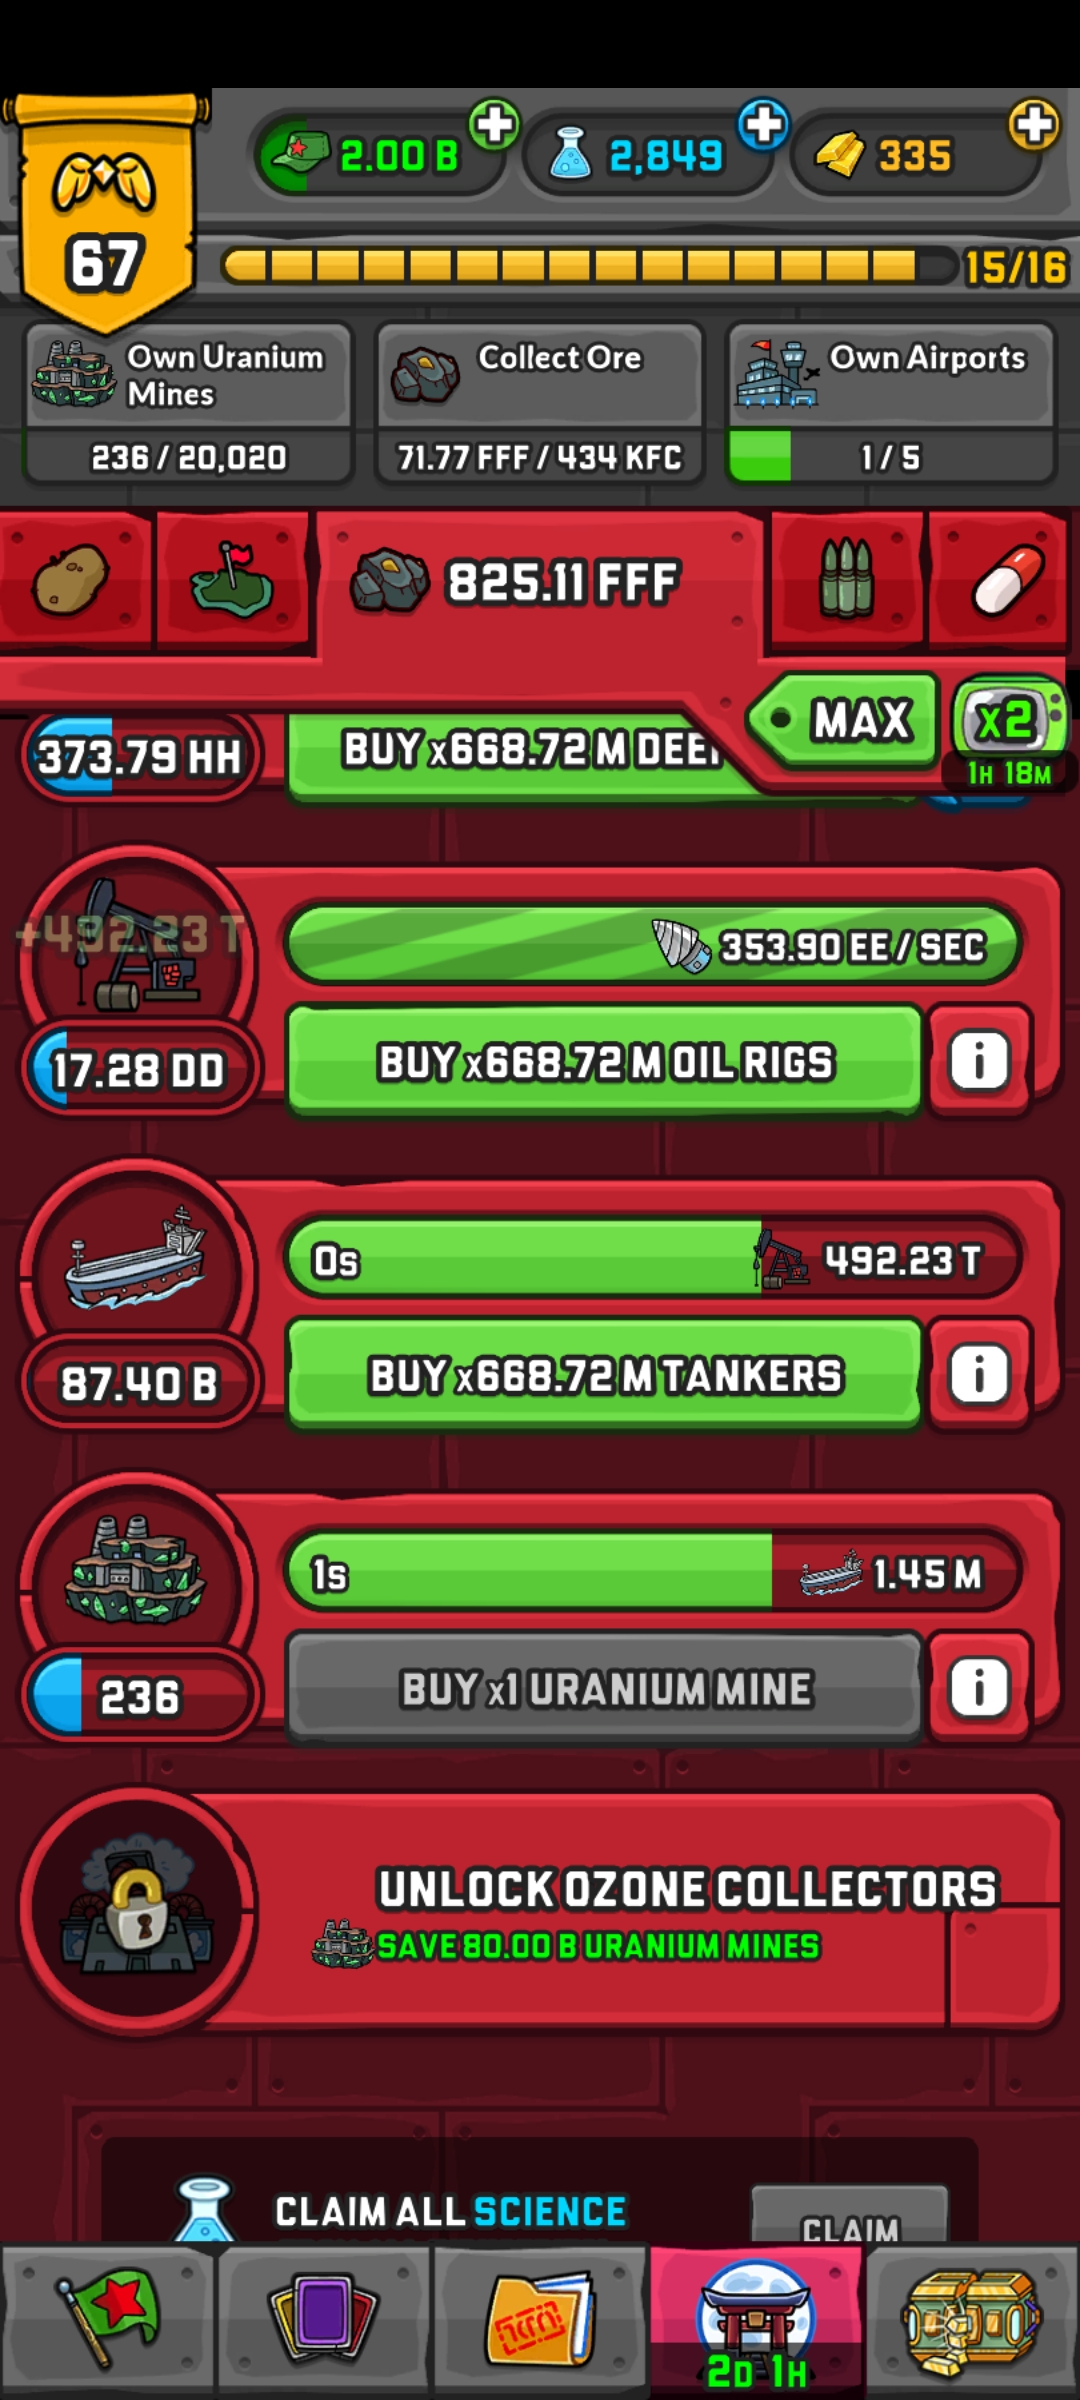 2.00 B
2,849
335
67
15/16
Own Uranium
Mines
236 / 20,020
Collect Ore
71.77 FFF / 434 KFC
Own Airports
1 / 5
825.11 FFF
MAX
x2
1H 18M
373.79 HH
BUY x668.72 M
+492.23 T
353.90 EE / SEC
17.28 DD
BUY x668.72 M OIL RIGS
i
0s
492.23 T
87.40 B
BUY x668.72 M TANKERS
i
1s
1.45 M
236
BUY x1 URANIUM MINE
i
UNLOCK OZONE COLLECTORS
SAVE 80.00 B URANIUM MINES
CLAIM ALL SCIENCE
CLAIM
2D 1H